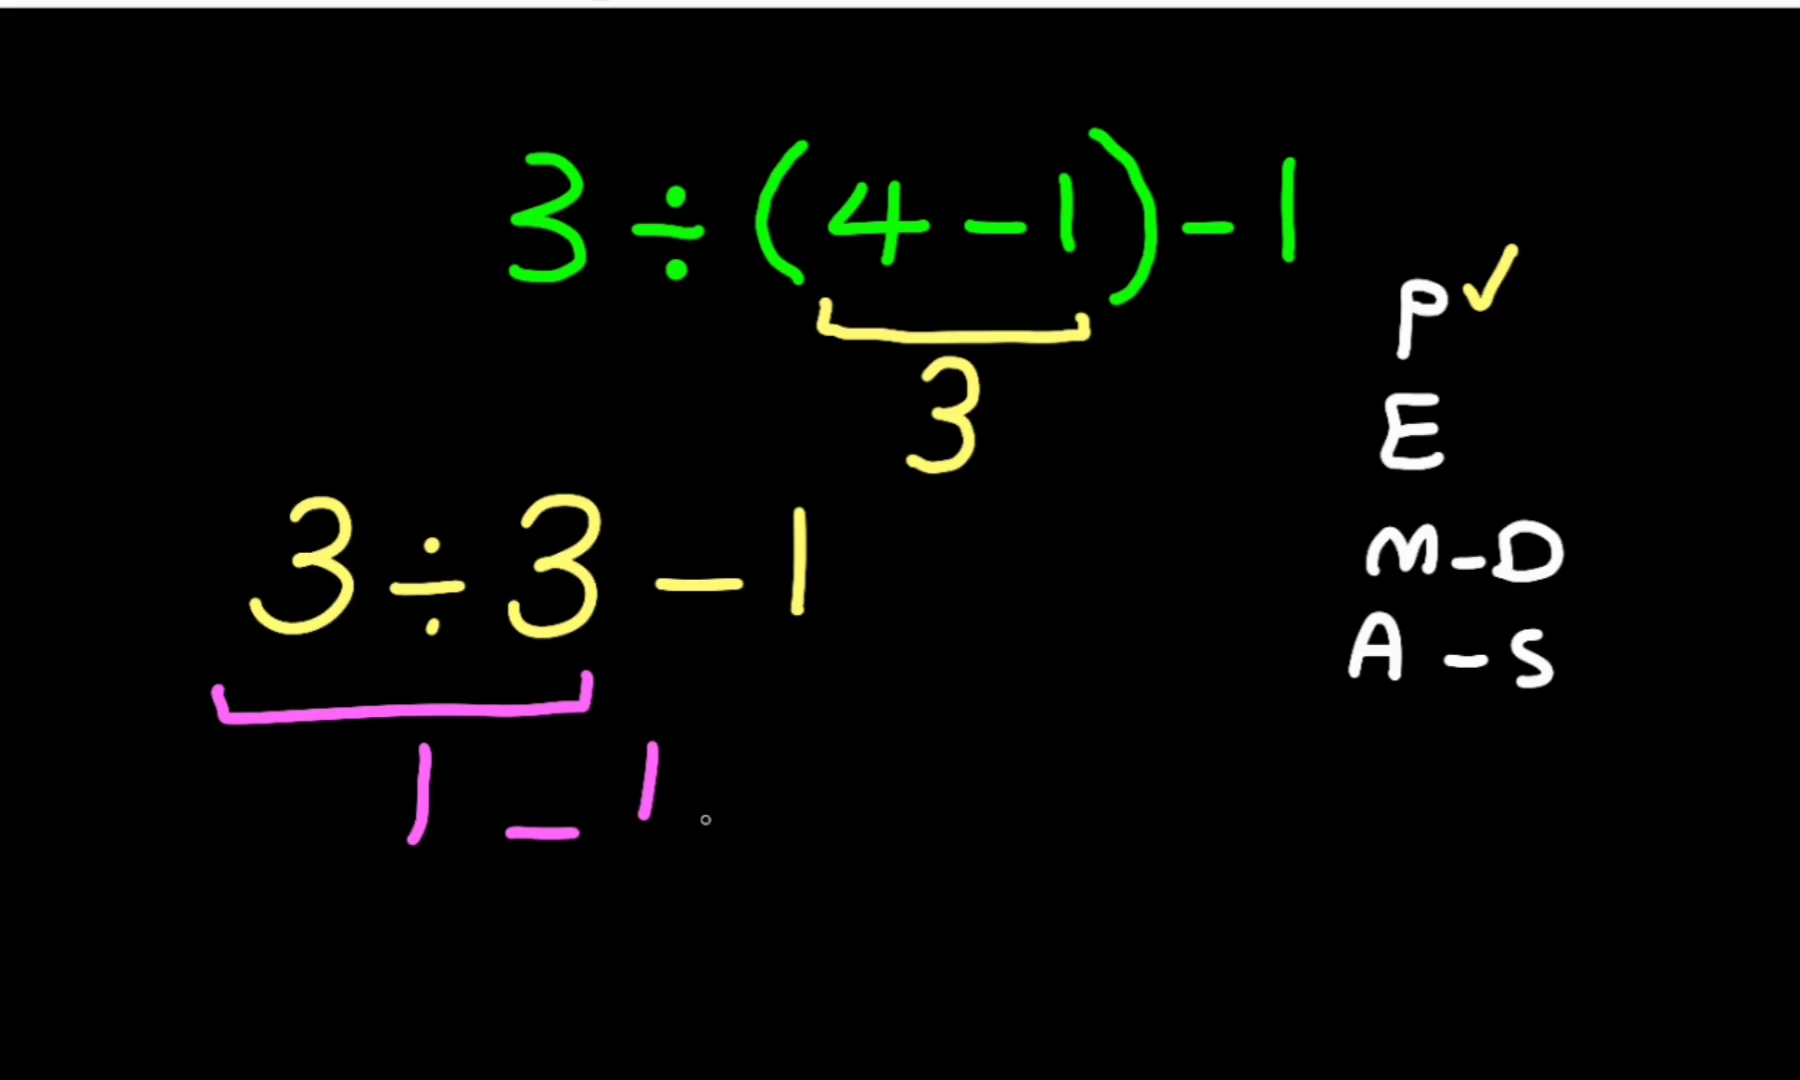 3 ÷ (4 - 1) - 1
3
3 ÷ 3 - 1
1 - 1
P✓
E
M-D
A-S